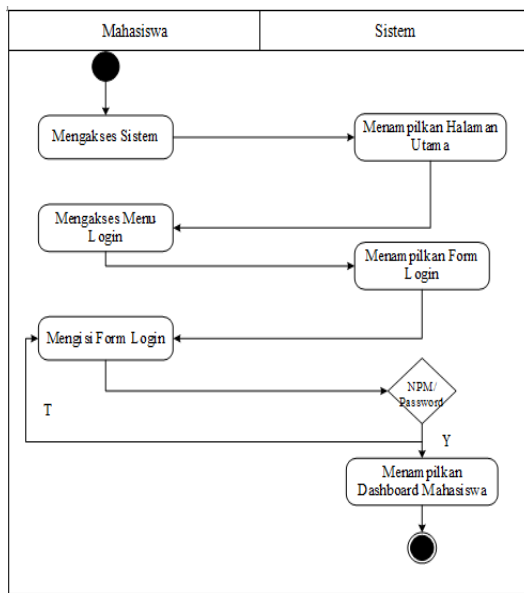 Mahasiswa
Sistem
Mengakses Sistem
Menampilkan Halaman
Utama
Mengakses Menu
Login
Menampilkan Form
Login
Mengisi Form Login
NPM/
Password
T
Y
Menampilkan
Dashboard Mahasiswa